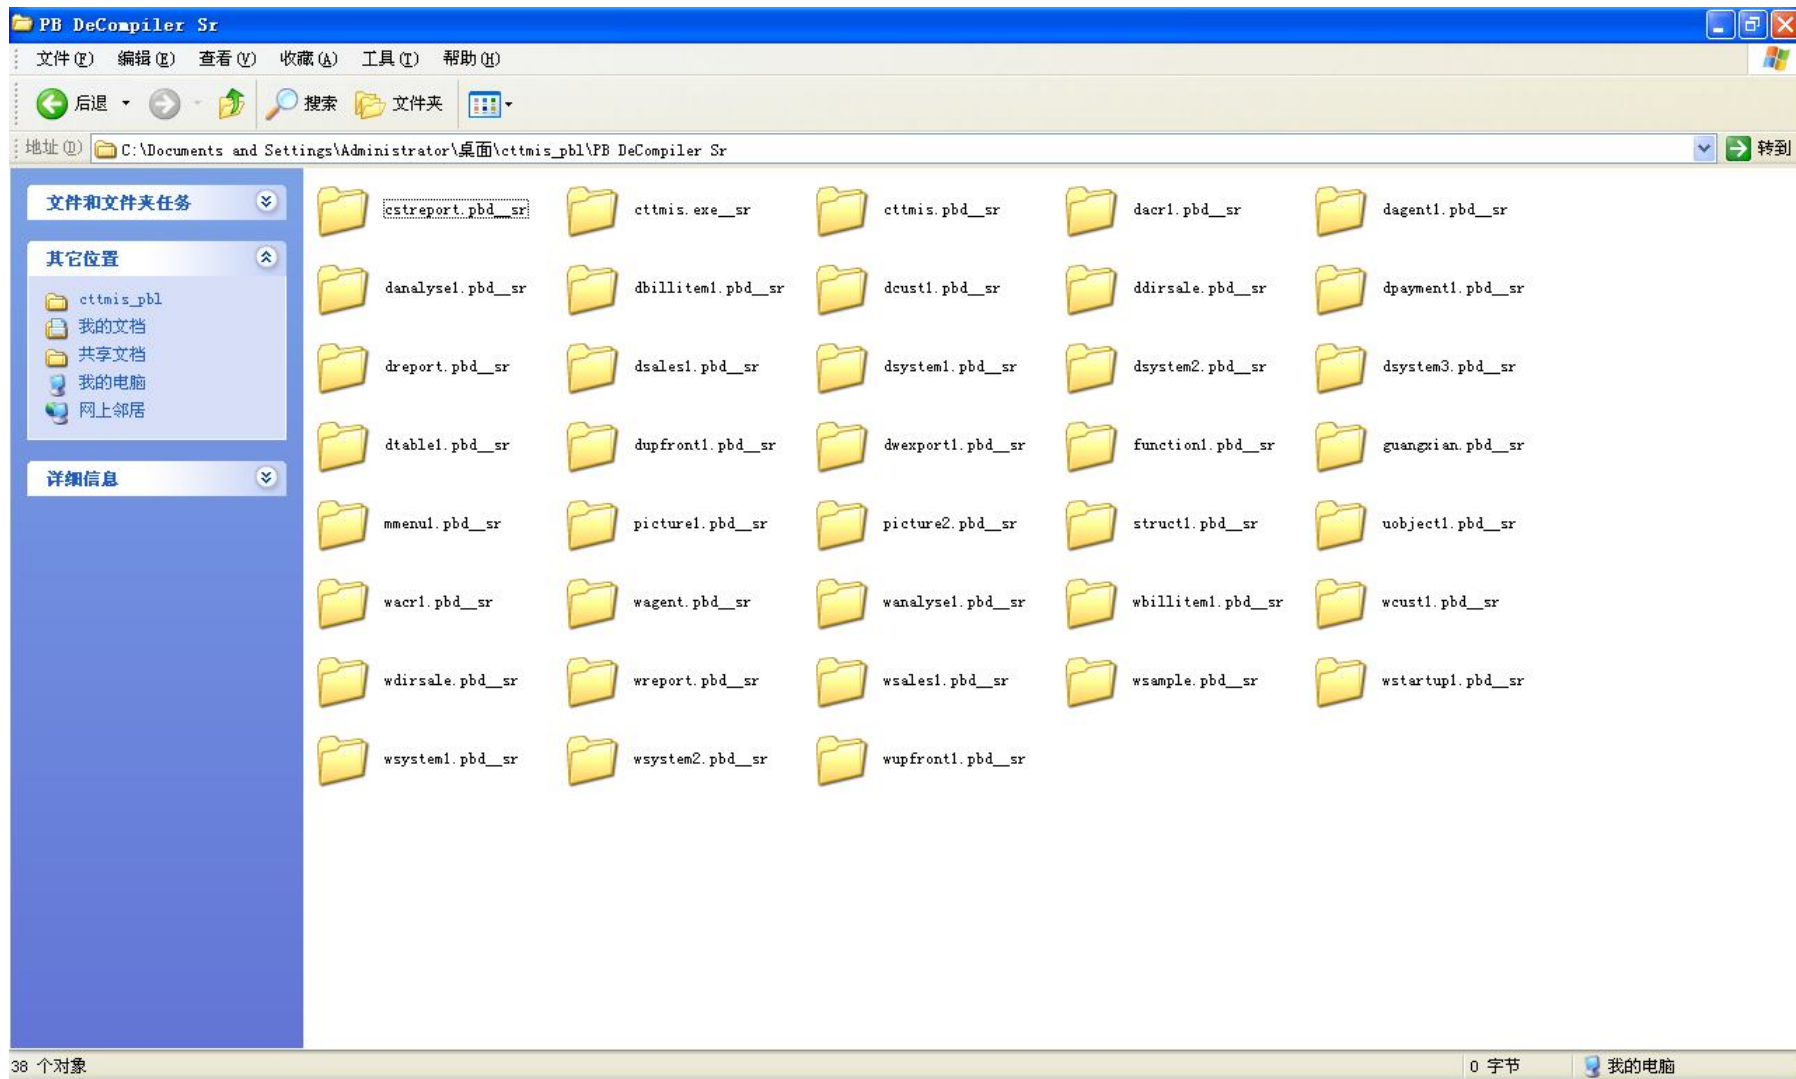 PB DeCompiler Sr
文件(F) 编辑(E) 查看(V) 收藏(A) 工具(T) 帮助(H)
后退 搜索 文件夹
地址(D) C:\Documents and Settings\Administrator\桌面\cttmis_pbl\PB DeCompiler Sr 转到
文件和文件夹任务
其它位置
cttmis_pbl
我的文档
共享文档
我的电脑
网上邻居
详细信息
cstreport.pbd__sr cttmis.exe__sr cttmis.pbd__sr dacr1.pbd__sr dagent1.pbd__sr
danalyse1.pbd__sr dbillitem1.pbd__sr dcust1.pbd__sr ddirsale.pbd__sr dpayment1.pbd__sr
dreport.pbd__sr dsales1.pbd__sr dsystem1.pbd__sr dsystem2.pbd__sr dsystem3.pbd__sr
dtable1.pbd__sr dupfront1.pbd__sr dwexport1.pbd__sr function1.pbd__sr guangxian.pbd__sr
mmenu1.pbd__sr picture1.pbd__sr picture2.pbd__sr struct1.pbd__sr uobject1.pbd__sr
wacr1.pbd__sr wagent.pbd__sr wanalyse1.pbd__sr wbillitem1.pbd__sr wcust1.pbd__sr
wdirsale.pbd__sr wreport.pbd__sr wsales1.pbd__sr wsample.pbd__sr wstartup1.pbd__sr
wsystem1.pbd__sr wsystem2.pbd__sr wupfront1.pbd__sr
38 个对象 0 字节 我的电脑